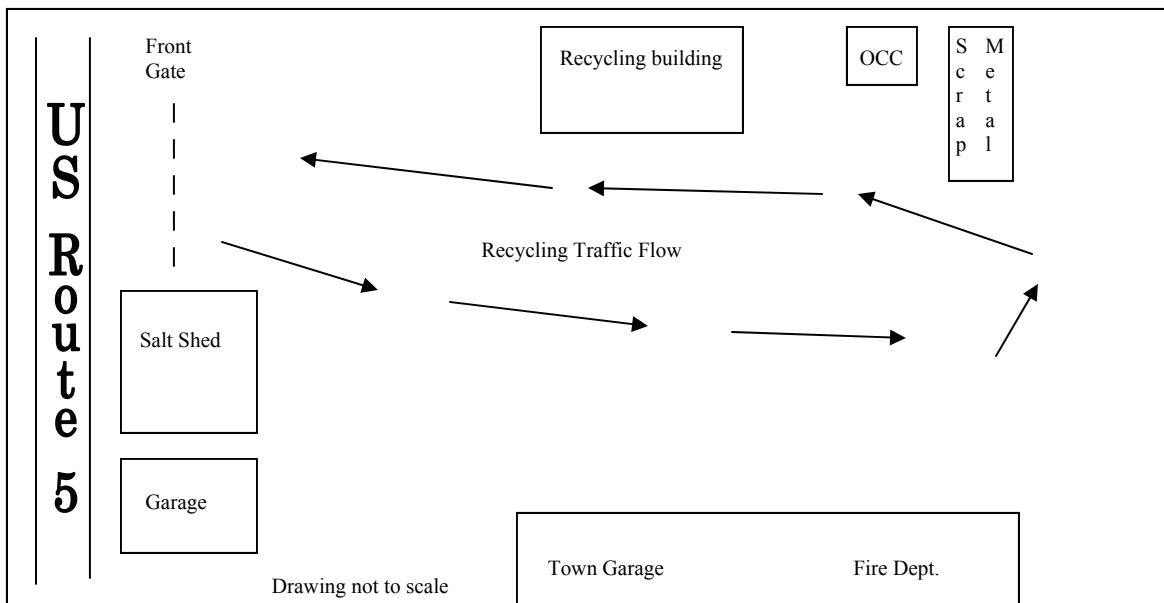 US Route 5
Front
Gate
Recycling building
OCC
Scrap
Metal
Recycling Traffic Flow
Salt Shed
Garage
Town Garage
Fire Dept.
Drawing not to scale